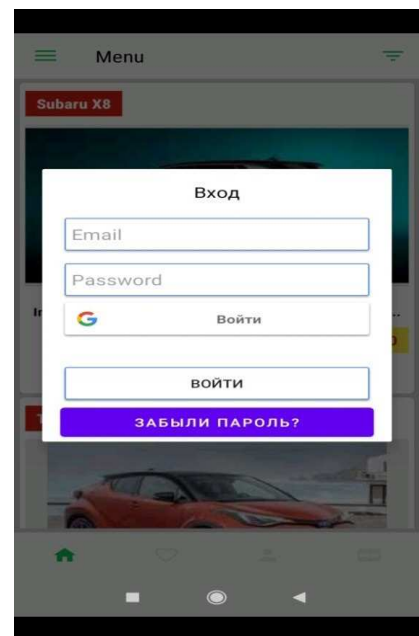 Menu
Subaru X8
Вход
Email
Password
Войти
ВОЙТИ
ЗАБЫЛИ ПАРОЛЬ?